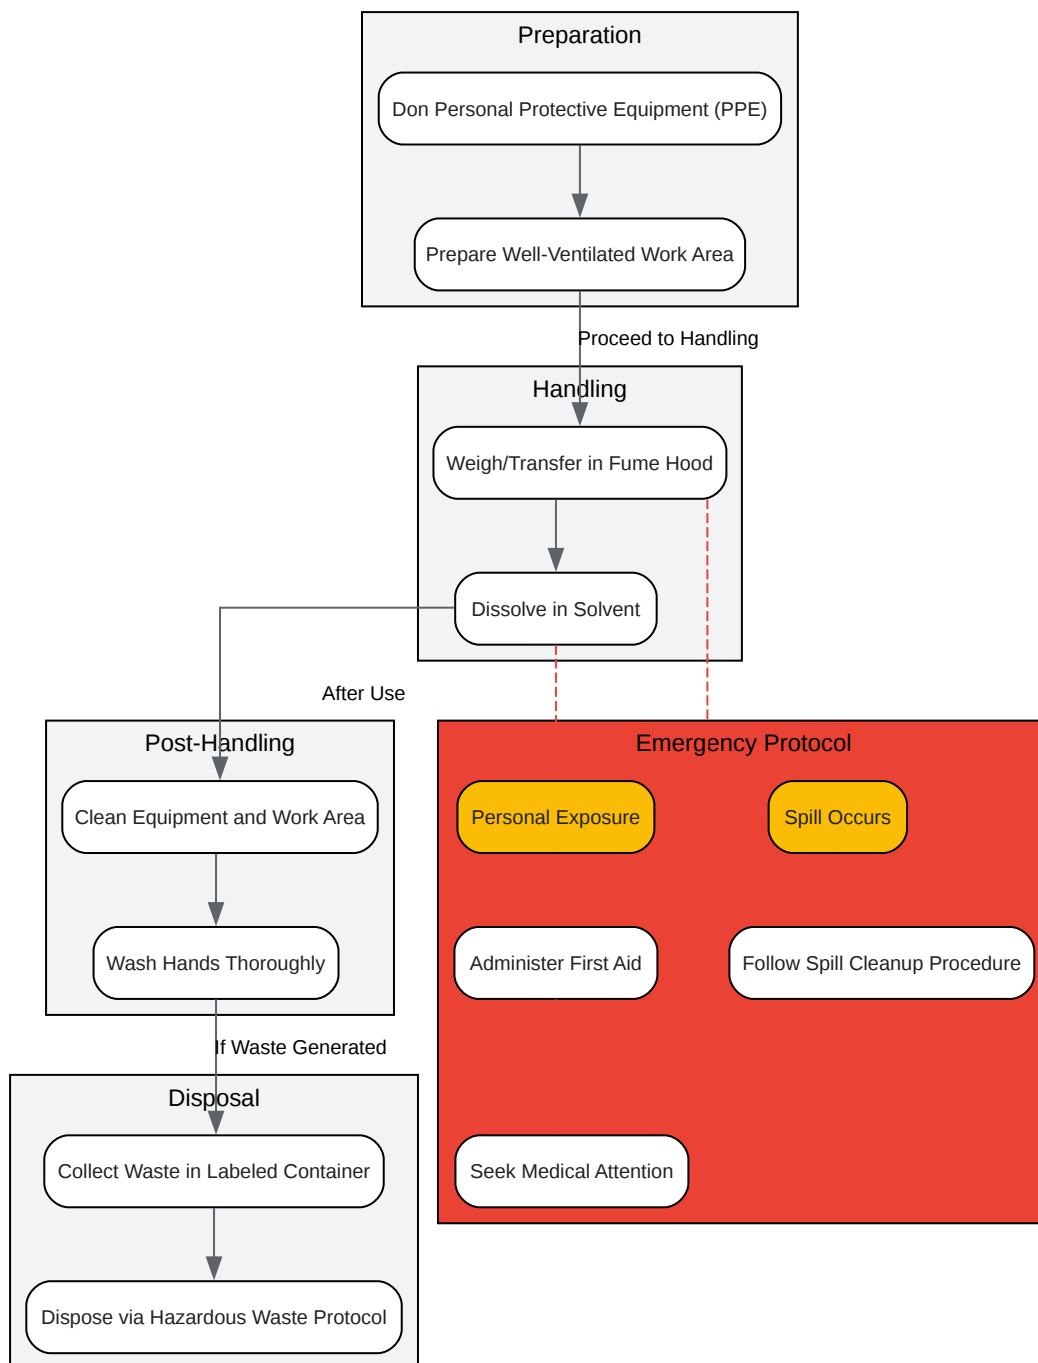 Preparation
Don Personal Protective Equipment (PPE)
Prepare Well-Ventilated Work Area
Proceed to Handling
Handling
Weigh/Transfer in Fume Hood
Dissolve in Solvent
After Use
Post-Handling
Clean Equipment and Work Area
Wash Hands Thoroughly
If Waste Generated
Disposal
Collect Waste in Labeled Container
Dispose via Hazardous Waste Protocol
Emergency Protocol
Personal Exposure
Spill Occurs
Administer First Aid
Follow Spill Cleanup Procedure
Seek Medical Attention